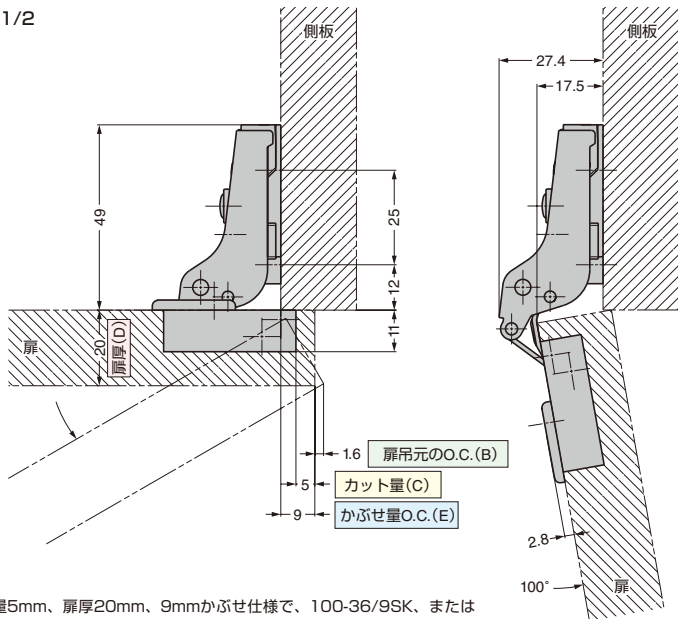 1/2
側板
側板
27.4
17.5
49
25
12
11
扉
20
扉厚(D)
1.6
扉吊元のO.C.(B)
5
カット量(C)
9
かぶせ量O.C.(E)
2.8
100°
扉
量5mm、扉厚20mm、9mmかぶせ仕様で、100-36/9SK、または